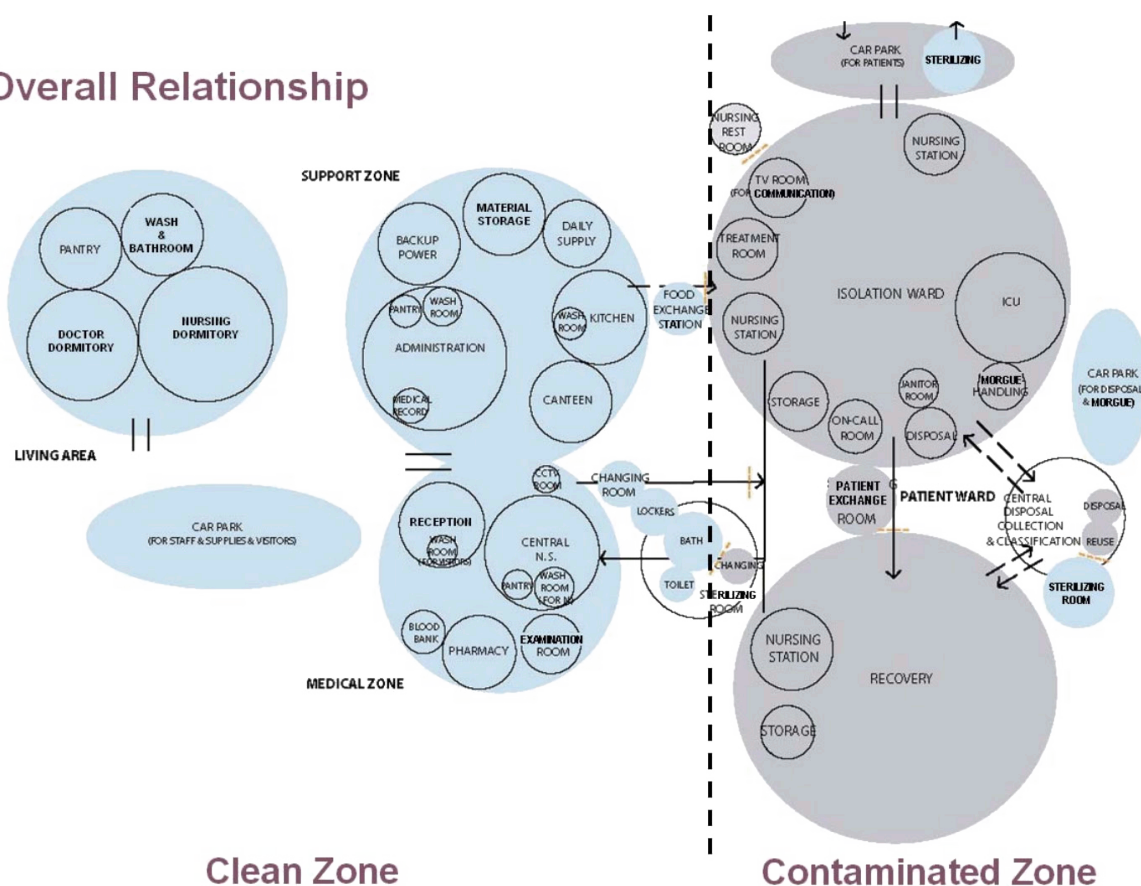 Overall Relationship
SUPPORT ZONE
PANTRY
WASH
&
BATHROOM
DOCTOR
DORMITORY
NURSING
DORMITORY
LIVING AREA
CAR PARK
(FOR STAFF & SUPPLIES & VISITORS)
BACKUP
POWER
MATERIAL
STORAGE
DAILY
SUPPLY
PANTRY
WASH
ROOM
ADMINISTRATION
MEDICAL
RECORD
WASH
ROOM
KITCHEN
CANTEEN
FOOD
EXCHANGE
STATION
CCTV
ROOM
RECEPTION
WASH
ROOM
(FOR VISITORS)
CENTRAL
N.S.
PANTRY
WASH
ROOM
(FOR N)
BLOOD
BANK
PHARMACY
EXAMINATION
ROOM
MEDICAL ZONE
CHANGING
ROOM
LOCKERS
BATH
TOILET
CHANGING
STERILIZING
ROOM
CAR PARK
(FOR PATIENTS)
STERILIZING
NURSING
REST
ROOM
NURSING
STATION
TV ROOM
(FOR COMMUNICATION)
TREATMENT
ROOM
ISOLATION WARD
ICU
NURSING
STATION
STORAGE
ON-CALL
ROOM
JANITOR
ROOM
DISPOSAL
MORGUE
HANDLING
CAR PARK
(FOR DISPOSAL
& MORGUE)
PATIENT
EXCHANGE
ROOM
PATIENT WARD
CENTRAL
DISPOSAL
COLLECTION
& CLASSIFICATION
DISPOSAL
REUSE
STERILIZING
ROOM
NURSING
STATION
RECOVERY
STORAGE
Clean Zone
Contaminated Zone